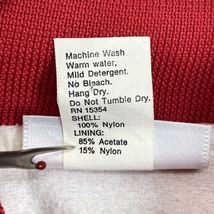 Machine Wash
Warm water,
Mild Detergent.
No Bleach.
Hang Dry.
Do Not Tumble Dry.
RN 15354
SHELL:
100% Nylon
LINING:
85% Acetate
15% Nylon